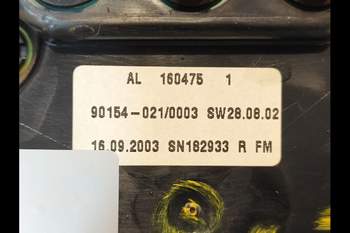 AL 160475 1
90154-021/0003 SW28.08.02
16.09.2003 SN182933 R FM